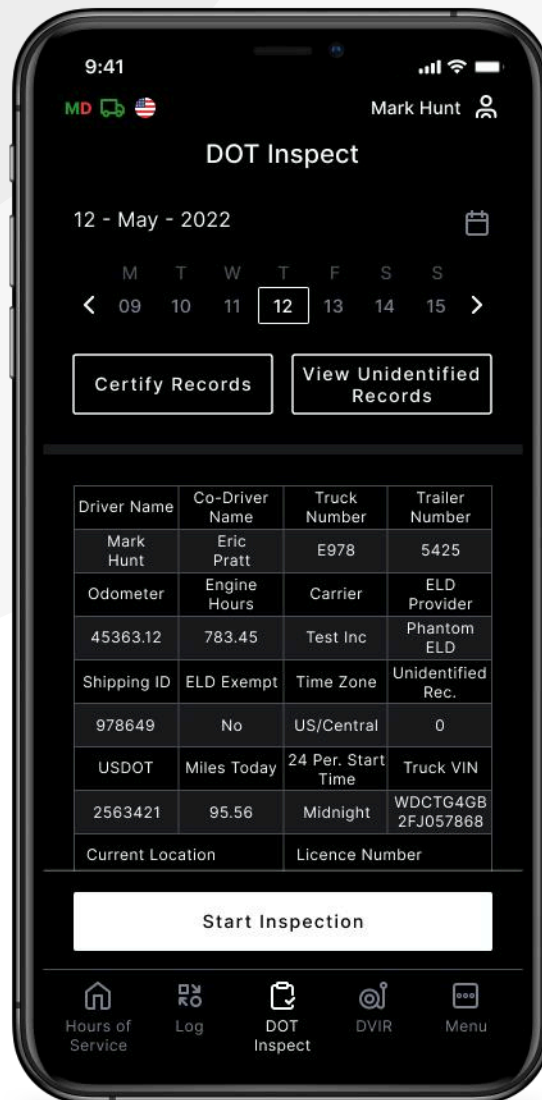 9:41
MD
Mark Hunt
DOT Inspect
12 - May - 2022
M T W T F S S
09 10 11 12 13 14 15
Certify Records
View Unidentified
Records
Driver Name
Co-Driver
Name
Truck
Number
Trailer
Number
Mark
Hunt
Eric
Pratt
E978
5425
Odometer
Engine
Hours
Carrier
ELD
Provider
45363.12
783.45
Test Inc
Phantom
ELD
Shipping ID
ELD Exempt
Time Zone
Unidentified
Rec.
978649
No
US/Central
0
USDOT
Miles Today
24 Per. Start
Time
Truck VIN
2563421
95.56
Midnight
WDCTG4GB
2FJ057868
Current Location
Licence Number
Start Inspection
Hours of
Service
Log
DOT
Inspect
DVIR
Menu